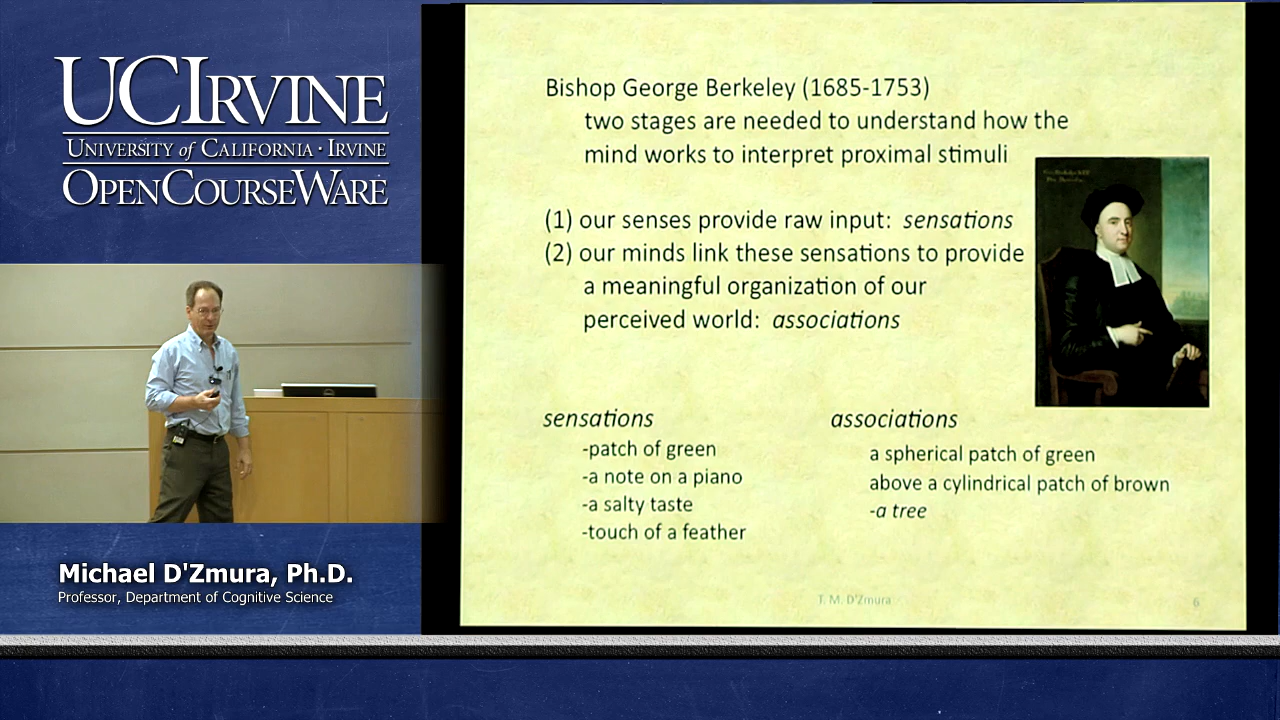 UCIRVINE
UNIVERSITY of CALIFORNIA · IRVINE
OPENCOURSEWARE
Michael D'Zmura, Ph.D.
Professor, Department of Cognitive Science
Bishop George Berkeley (1685-1753)
two stages are needed to understand how the
mind works to interpret proximal stimuli
(1) our senses provide raw input: sensations
(2) our minds link these sensations to provide
a meaningful organization of our
perceived world: associations
sensations
-patch of green
-a note on a piano
-a salty taste
-touch of a feather
associations
a spherical patch of green
above a cylindrical patch of brown
-a tree
T. M. D'Zmura
6